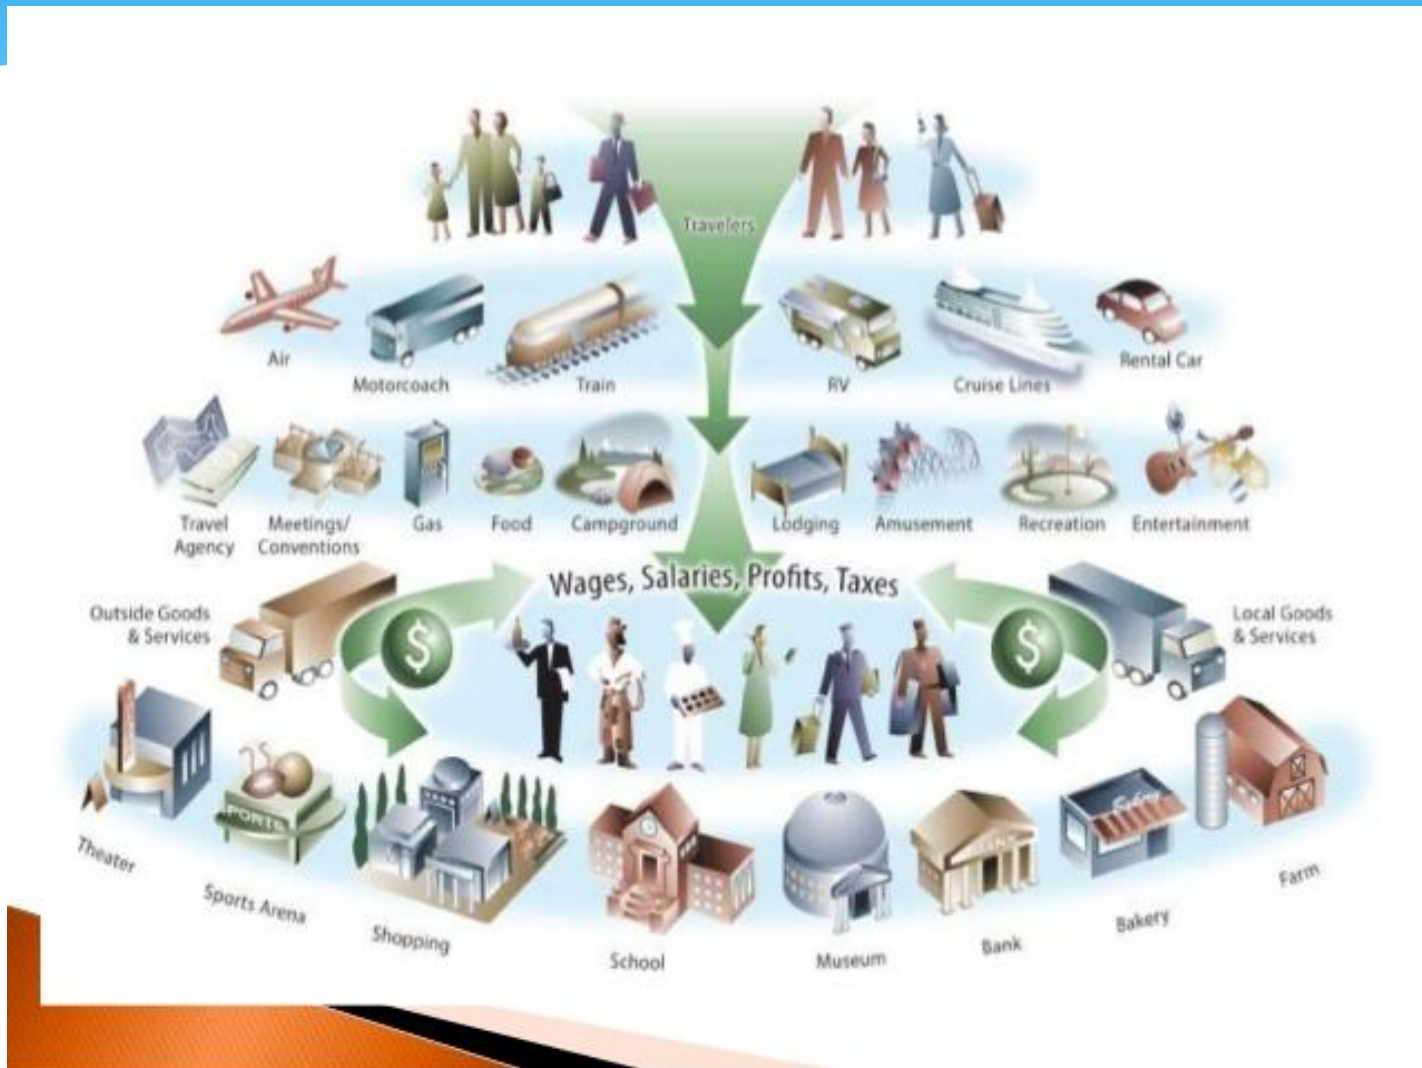 Travelers
Air
Motorcoach
Train
RV
Cruise Lines
Rental Car
Travel
Agency
Meetings/
Conventions
Gas
Food
Campground
Lodging
Amusement
Recreation
Entertainment
Wages, Salaries, Profits, Taxes
Outside Goods
& Services
$
$
Local Goods
& Services
PORTS
Theater
Sports Arena
Shopping
School
Museum
Bank
Bakery
Farm